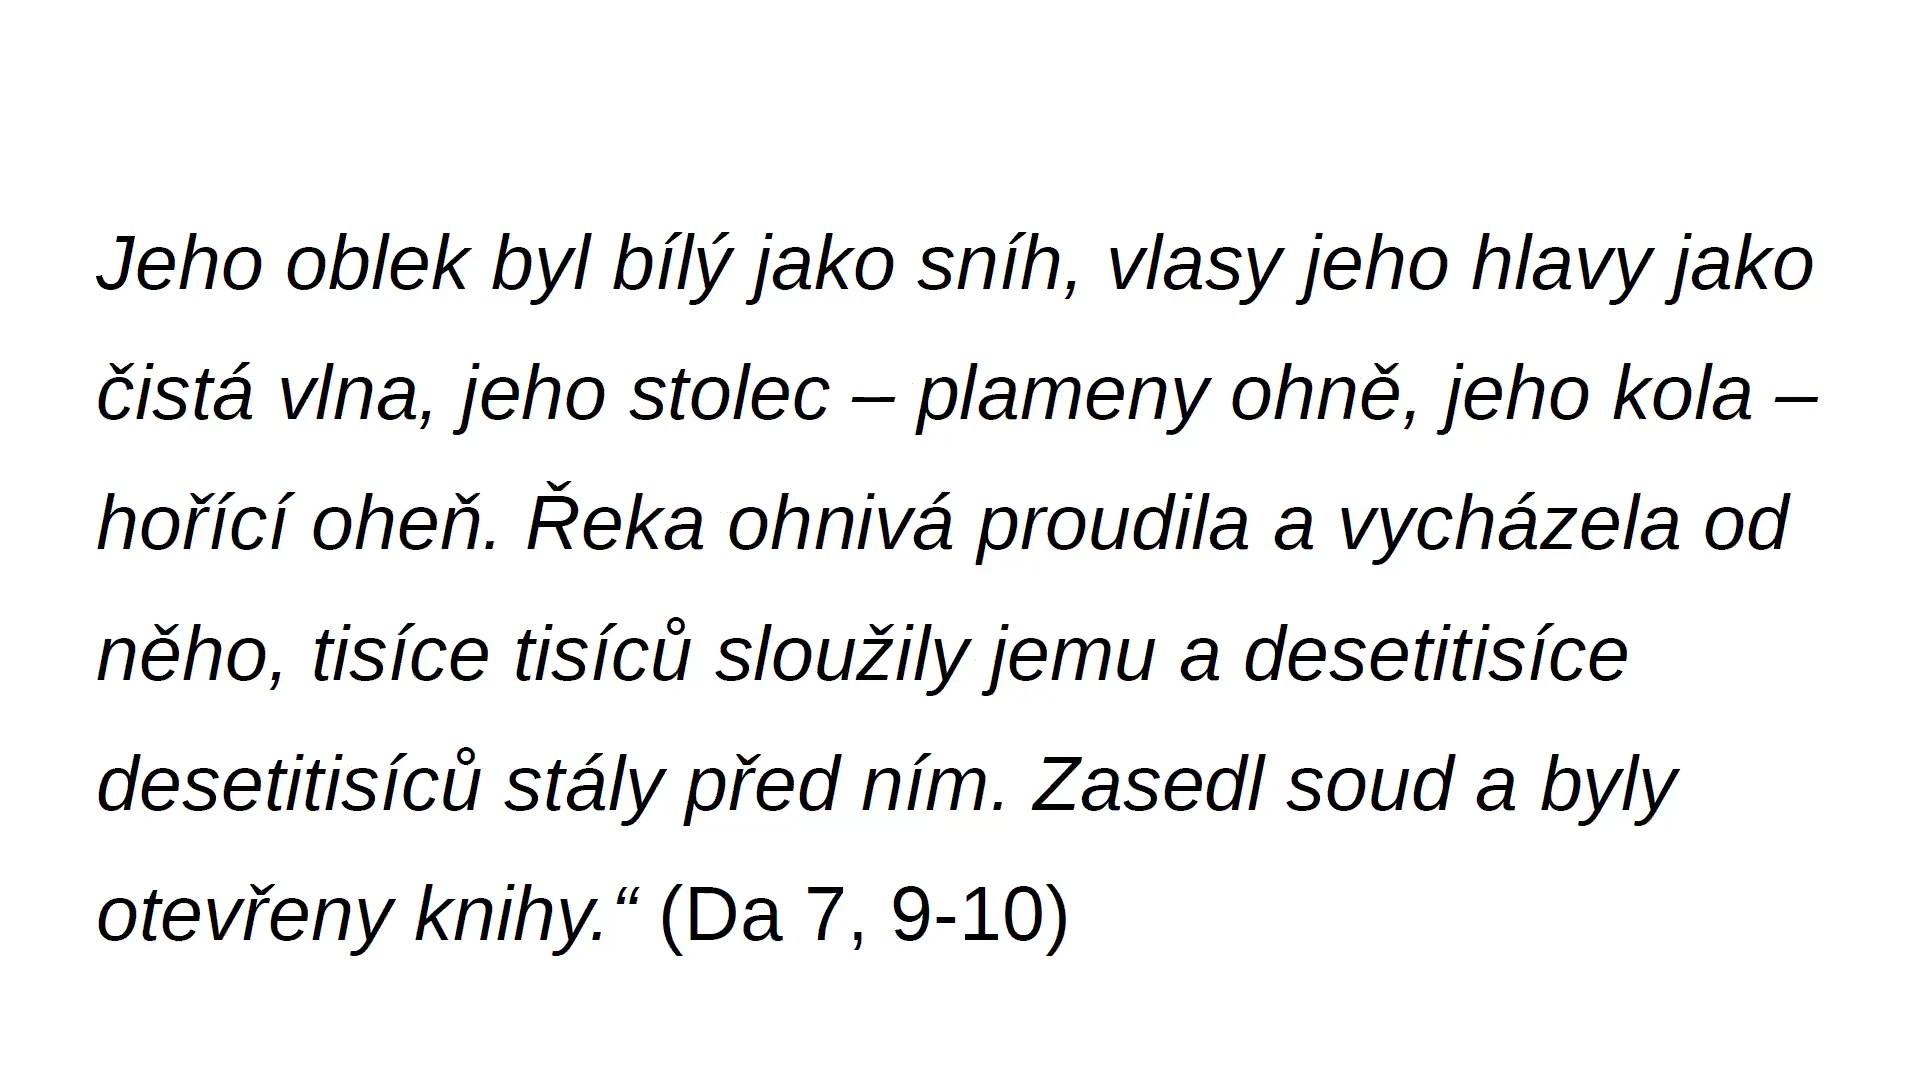 Jeho oblek byl bílý jako sníh, vlasy jeho hlavy jako
čistá vlna, jeho stolec – plameny ohně, jeho kola –
hořící oheň. Řeka ohnivá proudila a vycházela od
něho, tisíce tisíců sloužily jemu a desetitisíce
desetitisíců stály před ním. Zasedl soud a byly
otevřeny knihy.“ (Da 7, 9-10)